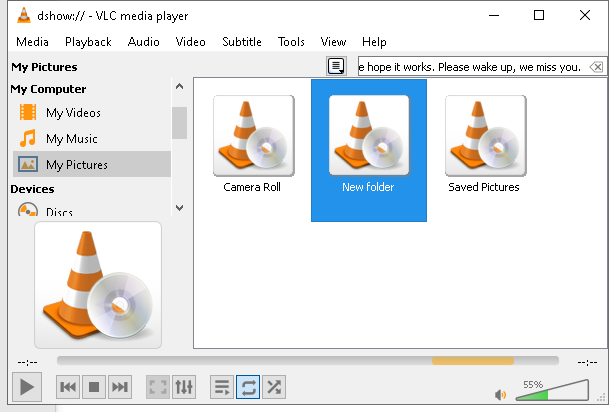 dshow:// - VLC media player
Media Playback Audio Video Subtitle Tools View Help
My Pictures
e hope it works. Please wake up, we miss you.
My Computer
My Videos
My Music
My Pictures
Devices
Discs
Camera Roll
New folder
Saved Pictures
--:--
--:--
55%